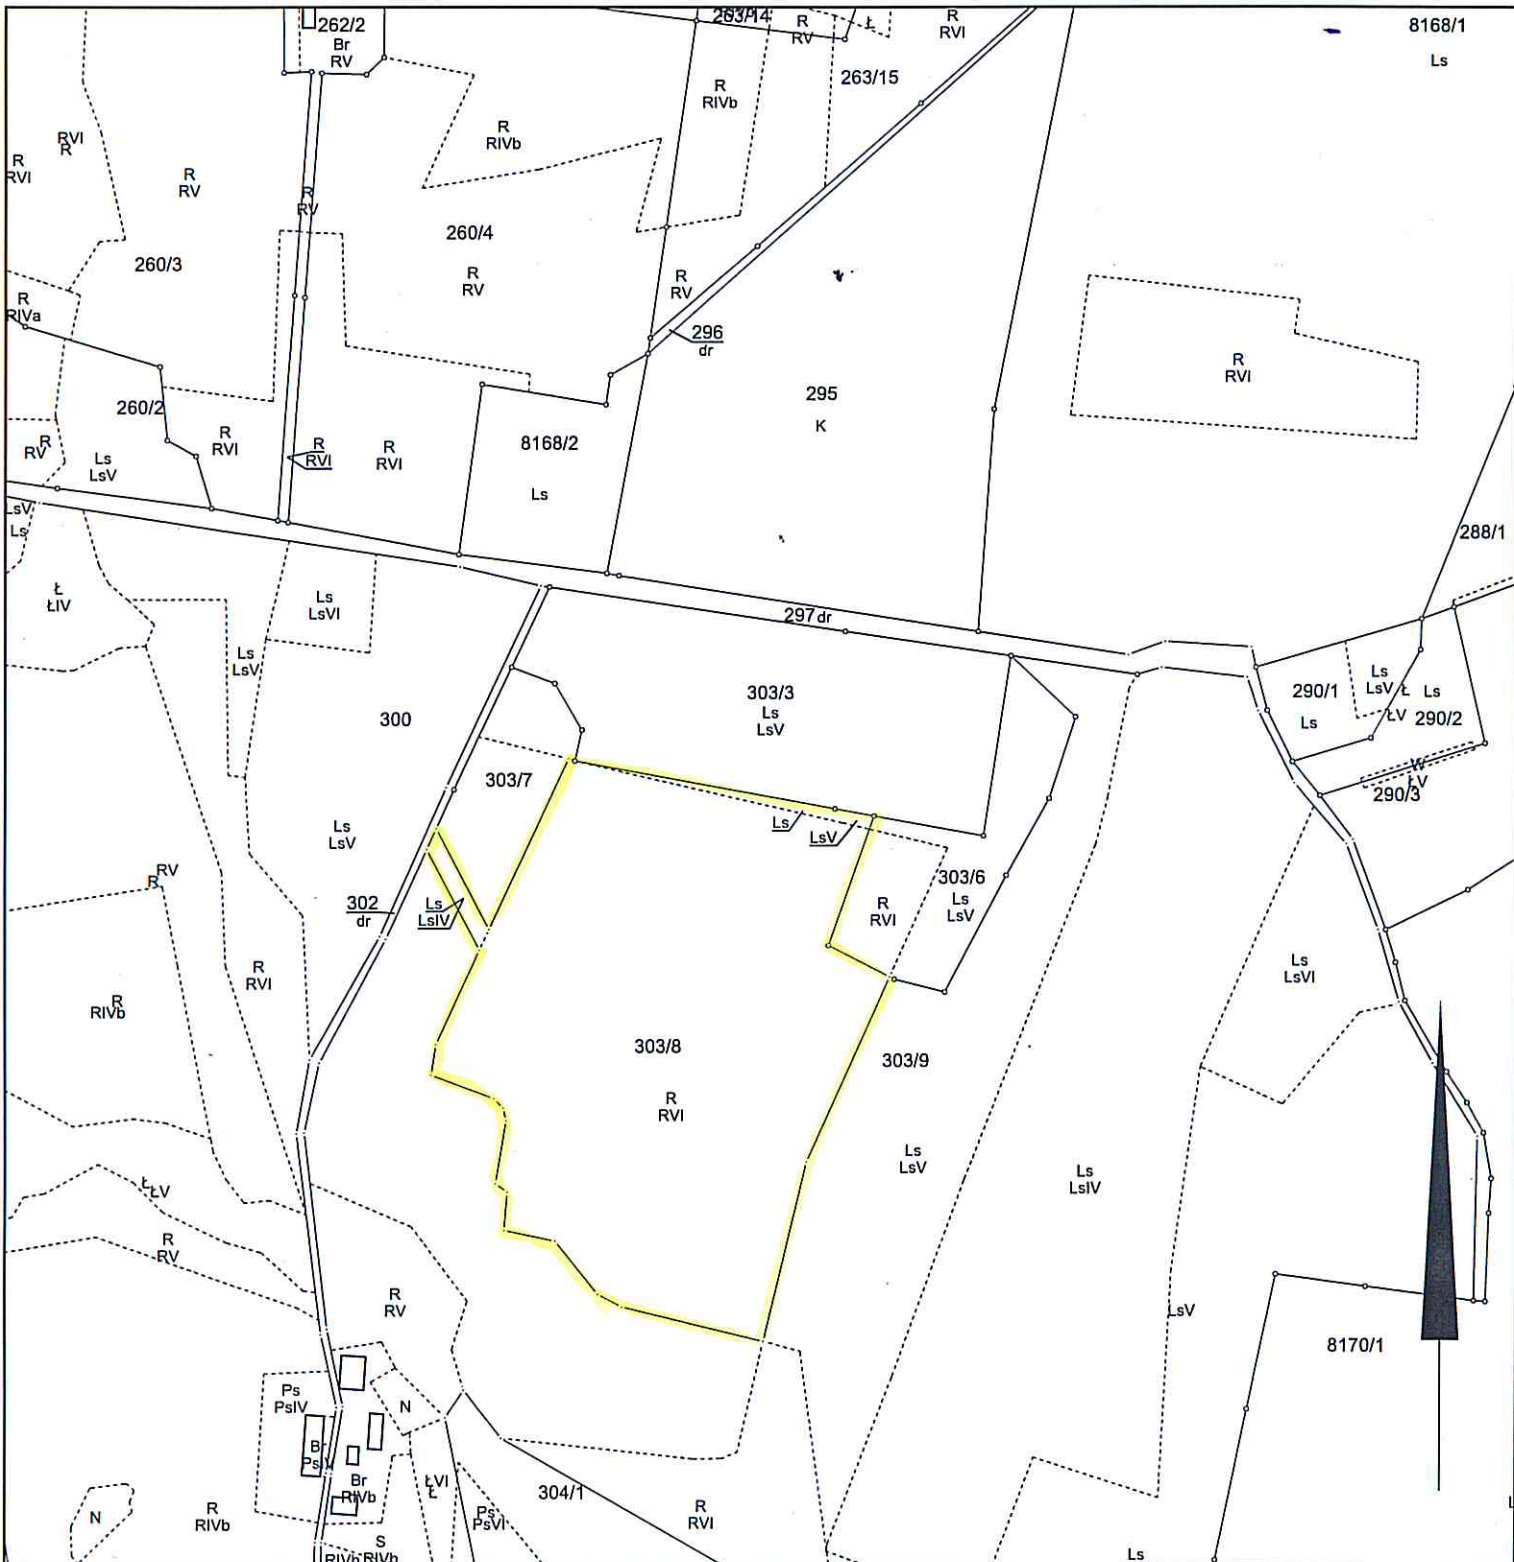 262/2
Br
RV
263/14
R
RV
Ł
R
RVI
8168/1
Ls
263/15
R
RIVb
R
RIVb
RVI
R
R
RVI
R
RV
R
RV
260/4
260/3
R
RV
R
RV
R
RIVa
296
dr
R
RVI
295
K
260/2
R
RVI
R
RVI
R
RVI
8168/2
Ls
R
RV
Ls
LsV
LsV
Ls
288/1
Ł
ŁIV
Ls
LsVI
297 dr
Ls
LsV
300
303/3
Ls
LsV
290/1
Ls
Ls
LsV
Ł
ŁV
Ls
290/2
W
ŁV
290/3
303/7
Ls
LsV
Ls
LsV
RV
R
302
dr
Ls
LsIV
R
RVI
303/6
Ls
LsV
R
RVI
R
RIVb
Ls
LsVI
303/8
R
RVI
303/9
Ls
LsV
Ls
LsIV
Ł
ŁV
R
RV
R
RV
LsV
8170/1
Ps
PsIV
N
Br
PsIV
Br
RIVb
ŁVI
Ł
304/1
Ps
PsVI
R
RVI
N
R
RIVb
S
RIVb
RIVb
Ls